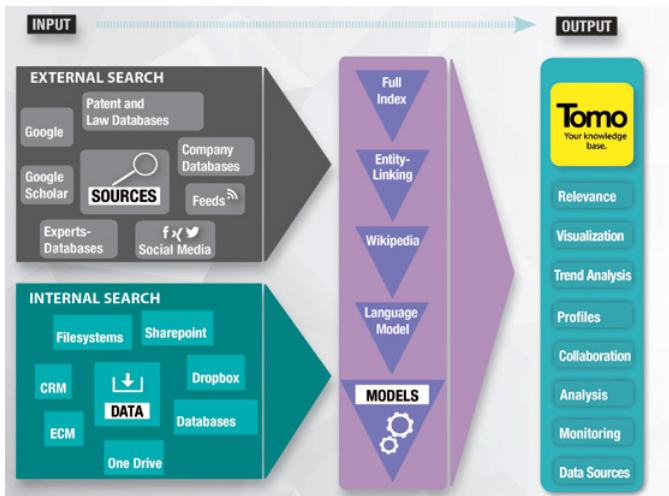 INPUT
OUTPUT
EXTERNAL SEARCH
Patent and
Law Databases
Google
Company
Databases
Google
Scholar
SOURCES
Feeds
Experts-
Databases
Social Media
INTERNAL SEARCH
Filesystems
Sharepoint
CRM
Dropbox
DATA
Databases
ECM
One Drive
Full
Index
Entity-
Linking
Wikipedia
Language
Model
MODELS
Tomo
Your knowledge
base.
Relevance
Visualization
Trend Analysis
Profiles
Collaboration
Analysis
Monitoring
Data Sources